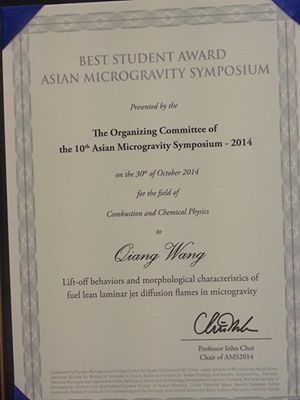 BEST STUDENT AWARD
ASIAN MICROGRAVITY SYMPOSIUM
Presented by the
The Organizing Committee of
the 10th Asian Microgravity Symposium - 2014
on the 30th of October 2014
for the field of
Combustion and Chemical Physics
to
Qiang Wang
Lift-off behaviors and morphological characteristics of
fuel lean laminar jet diffusion flames in microgravity
Professor Inho Choi
Chair of AMS2014